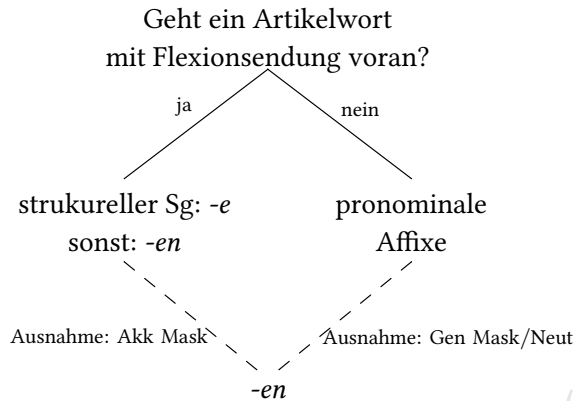 Geht ein Artikelwort
mit Flexionsendung voran?
ja
nein
strukureller Sg: -e
sonst: -en
pronominale
Affixe
Ausnahme: Akk Mask
Ausnahme: Gen Mask/Neut
-en